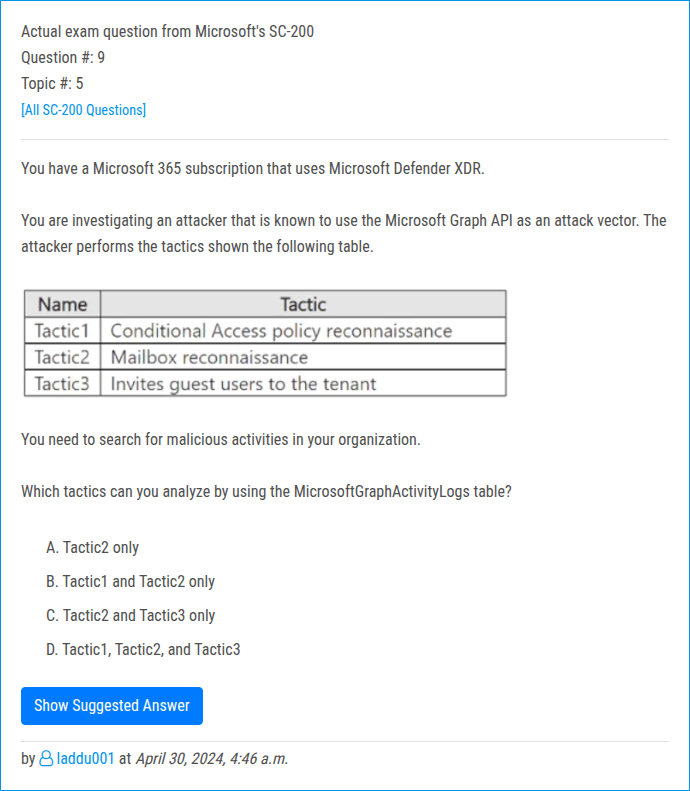 Actual exam question from Microsoft's SC-200
Question #: 9
Topic #: 5
[All SC-200 Questions]
You have a Microsoft 365 subscription that uses Microsoft Defender XDR.
You are investigating an attacker that is known to use the Microsoft Graph API as an attack vector. The
attacker performs the tactics shown the following table.
Name Tactic
Tactic1 Conditional Access policy reconnaissance
Tactic2 Mailbox reconnaissance
Tactic3 Invites guest users to the tenant
You need to search for malicious activities in your organization.
Which tactics can you analyze by using the MicrosoftGraphActivityLogs table?
A. Tactic2 only
B. Tactic1 and Tactic2 only
C. Tactic2 and Tactic3 only
D. Tactic1, Tactic2, and Tactic3
Show Suggested Answer
by laddu001 at April 30, 2024, 4:46 a.m.